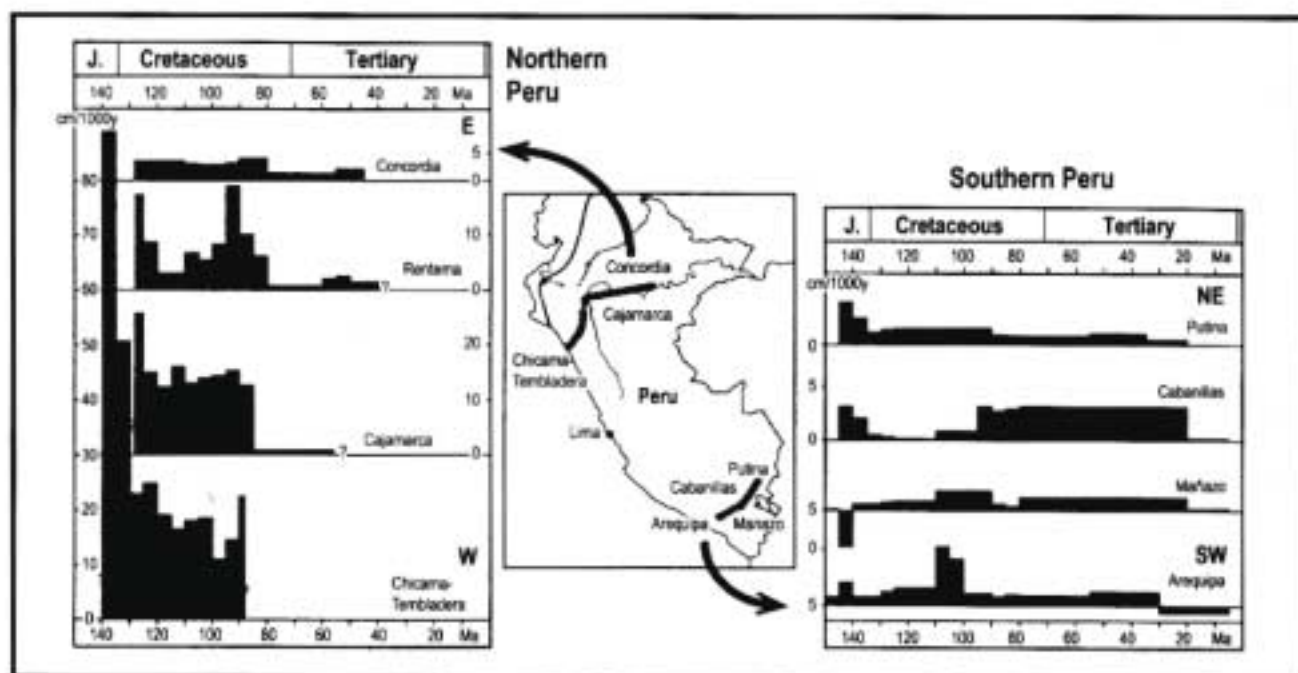 J. Cretaceous Tertiary
140 120 100 80 60 40 20 Ma
cm/1000y
E
Concordia
5
0
80
Rentema
10
0
?
70
60
Cajamarca
20
10
0
?
50
40
30
W
Chicama-
Tembladera
20
10
0
140 120 100 80 60 40 20 Ma
Northern
Peru
Concordia
Cajamarca
Chicama-
Tembladera
Peru
Lima
Putina
Cabanillas
Arequipa
Mañazo
Southern Peru
J. Cretaceous Tertiary
140 120 100 80 60 40 20 Ma
cm/1000y
NE
Putina
0
Cabanillas
5
0
Mañazo
5
0
SW
Arequipa
5
140 120 100 80 60 40 20 Ma